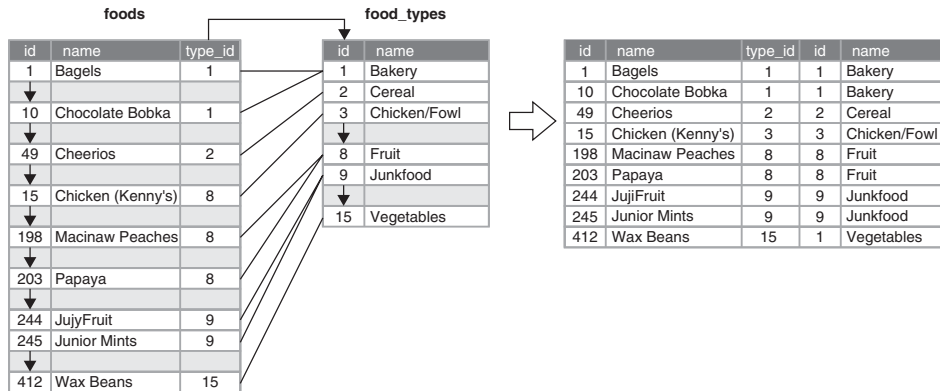 foods
id name type_id
1 Bagels 1
10 Chocolate Bobka 1
49 Cheerios 2
15 Chicken (Kenny's) 8
198 Macinaw Peaches 8
203 Papaya 8
244 JujyFruit 9
245 Junior Mints 9
412 Wax Beans 15
food_types
id name
1 Bakery
2 Cereal
3 Chicken/Fowl
8 Fruit
9 Junkfood
15 Vegetables
id name type_id id name
1 Bagels 1 1 Bakery
10 Chocolate Bobka 1 1 Bakery
49 Cheerios 2 2 Cereal
15 Chicken (Kenny's) 3 3 Chicken/Fowl
198 Macinaw Peaches 8 8 Fruit
203 Papaya 8 8 Fruit
244 JujiFruit 9 9 Junkfood
245 Junior Mints 9 9 Junkfood
412 Wax Beans 15 1 Vegetables